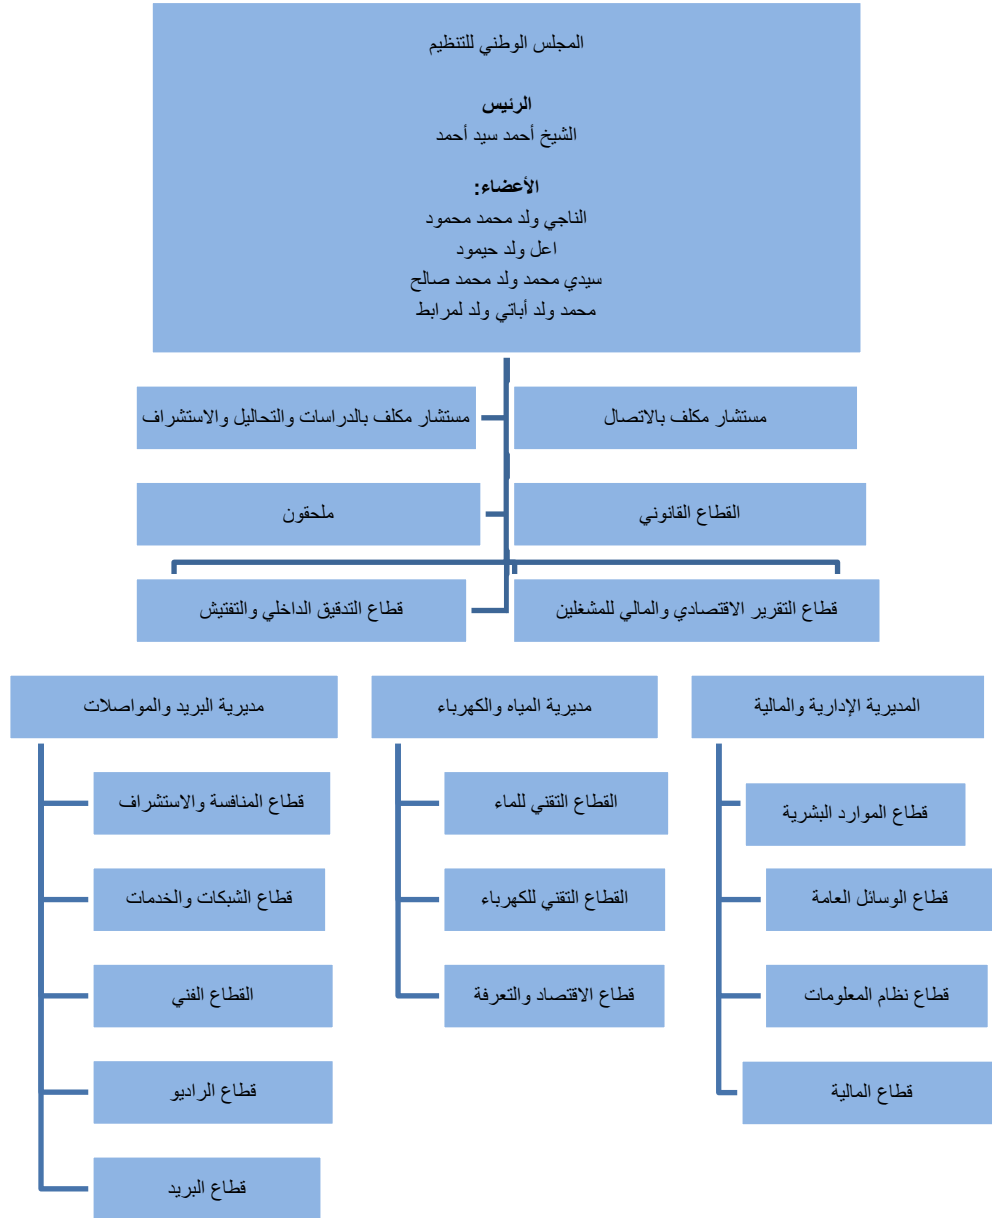 المجلس الوطني للتنظيم
الرئيس
الشيخ أحمد سيد أحمد
الأعضاء:
الناجي ولد محمد محمود
اعل ولد حيمود
سيدي محمد ولد محمد صالح
محمد ولد أباتي ولد لمرابط
مستشار مكلف بالاتصال
مستشار مكلف بالدراسات والتحاليل والاستشراف
القطاع القانوني
ملحقون
قطاع التقرير الاقتصادي والمالي للمشغلين
قطاع التدقيق الداخلي والتفتيش
المديرية الإدارية والمالية
قطاع الموارد البشرية
قطاع الوسائل العامة
قطاع نظام المعلومات
قطاع المالية
مديرية المياه والكهرباء
القطاع التقني للماء
القطاع التقني للكهرباء
قطاع الاقتصاد والتعرفة
مديرية البريد والمواصلات
قطاع المنافسة والاستشراف
قطاع الشبكات والخدمات
القطاع الفني
قطاع الراديو
قطاع البريد